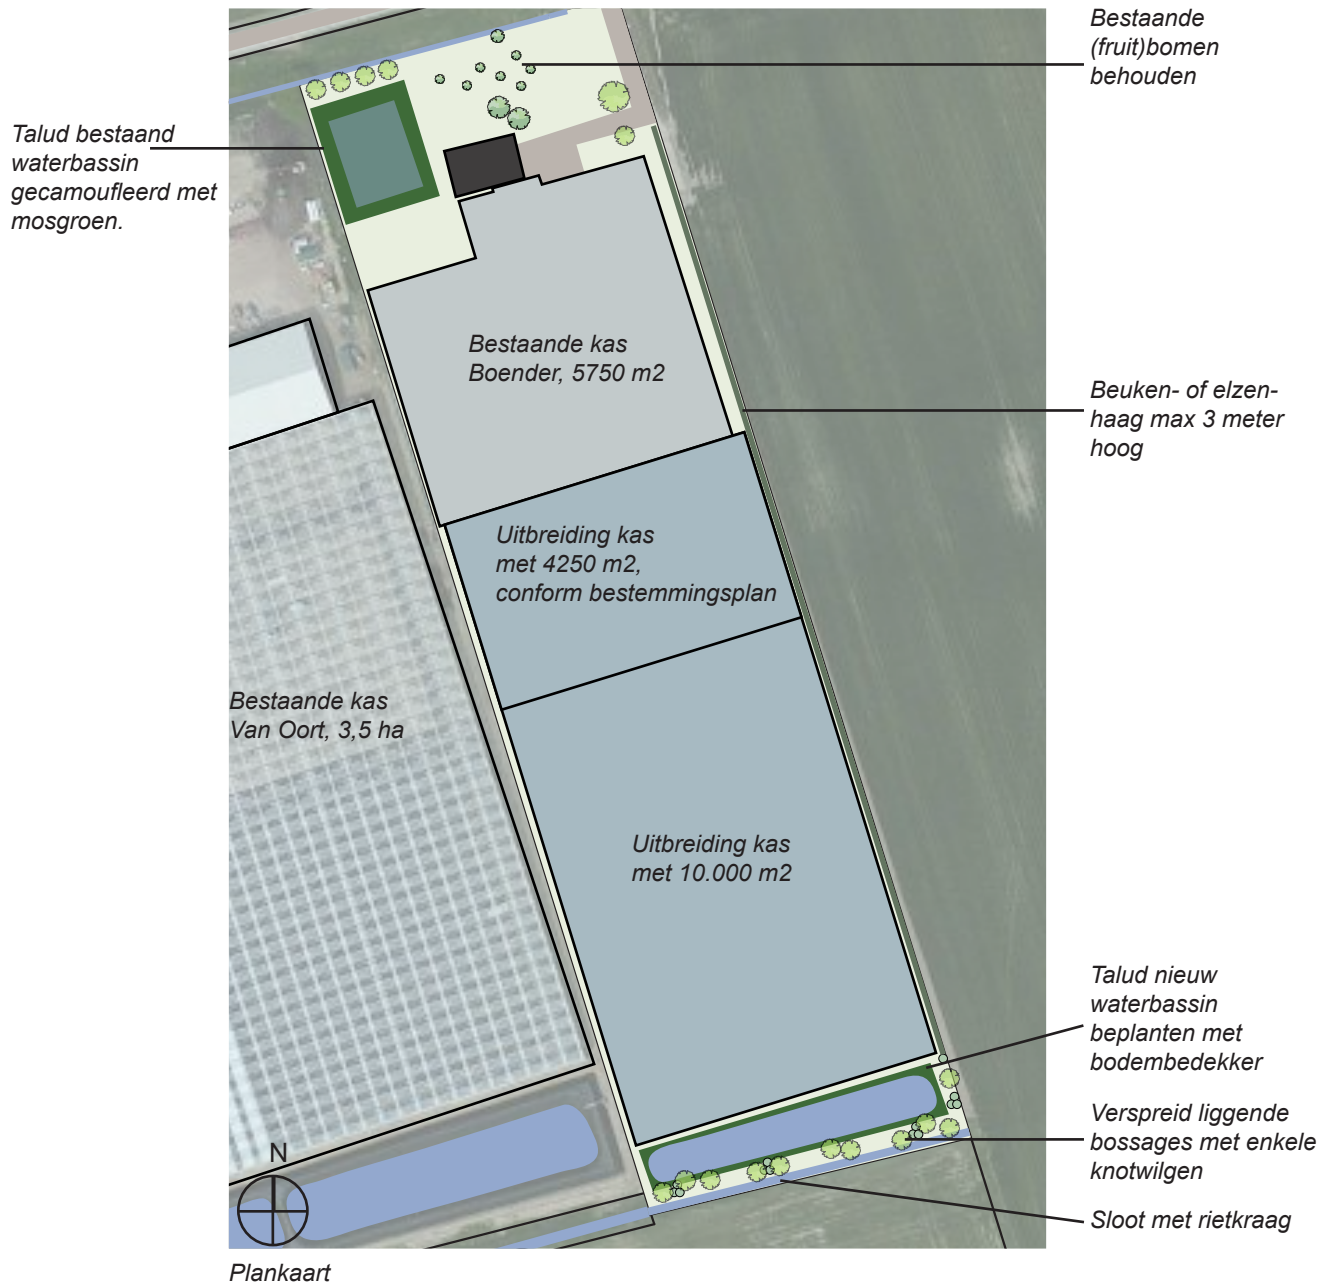 Bestaande
(fruit)bomen
behouden
Talud bestaand
waterbassin
gecamoufleerd met
mosgroen.
Bestaande kas
Boender, 5750 m2
Beuken- of elzen-
haag max 3 meter
hoog
Uitbreiding kas
met 4250 m2,
conform bestemmingsplan
Bestaande kas
Van Oort, 3,5 ha
Uitbreiding kas
met 10.000 m2
Talud nieuw
waterbassin
beplanten met
bodembedekker
Verspreid liggende
bossages met enkele
knotwilgen
N
Sloot met rietkraag
Plankaart